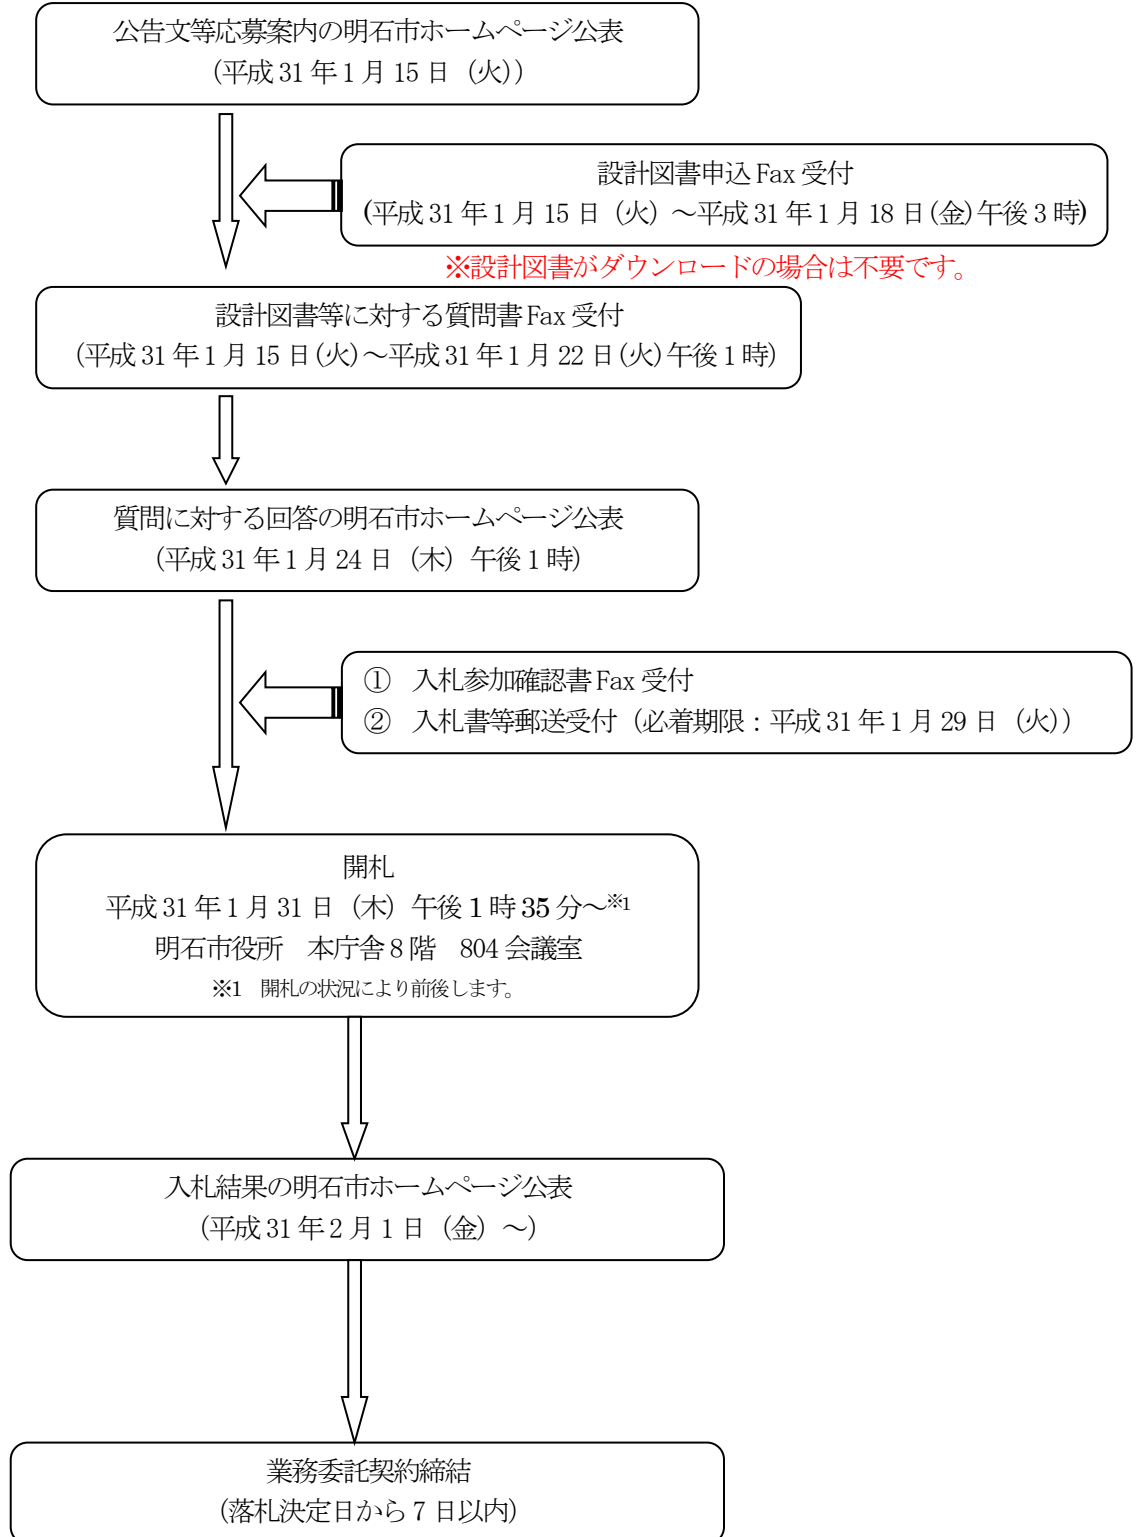 公告文等応募案内の明石市ホームページ公表
(平成 31 年 1 月 15 日（火）)
設計図書申込 Fax 受付
(平成 31 年 1 月 15 日（火）～平成 31 年 1 月 18 日(金)午後 3 時)
※設計図書がダウンロードの場合は不要です。
設計図書等に対する質問書 Fax 受付
(平成 31 年 1 月 15 日(火)～平成 31 年 1 月 22 日(火)午後 1 時)
質問に対する回答の明石市ホームページ公表
(平成 31 年 1 月 24 日（木）午後 1 時)
①　入札参加確認書 Fax 受付
②　入札書等郵送受付（必着期限：平成 31 年 1 月 29 日（火））
開札
平成 31 年 1 月 31 日（木）午後 1 時 35 分～※1
明石市役所　本庁舎 8 階　804 会議室
※1　開札の状況により前後します。
入札結果の明石市ホームページ公表
(平成 31 年 2 月 1 日（金）～)
業務委託契約締結
(落札決定日から 7 日以内)